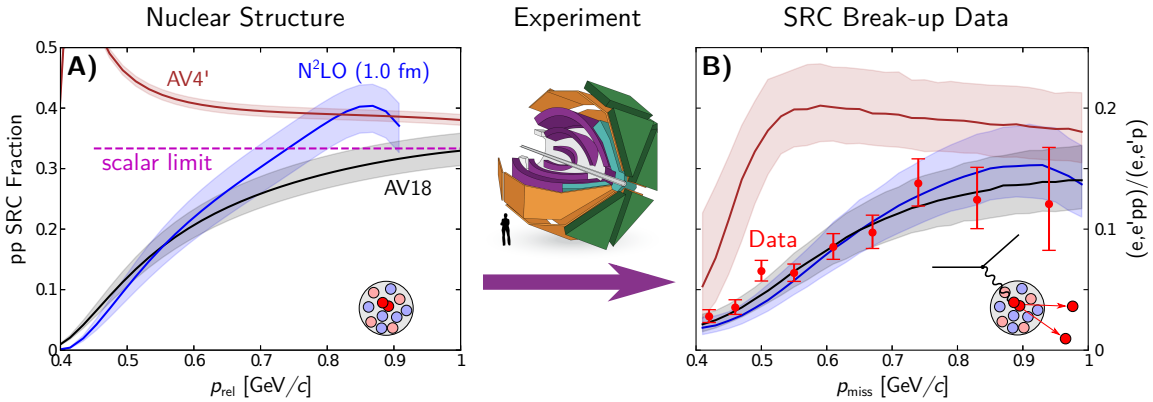 Nuclear Structure
Experiment
SRC Break-up Data
A)
AV4'
N²LO (1.0 fm)
scalar limit
AV18
pp SRC Fraction
0.5
0.4
0.3
0.2
0.1
0
0.4 0.5 0.6 0.7 0.8 0.9 1
p_rel [GeV/c]
B)
Data
0.4 0.5 0.6 0.7 0.8 0.9 1
p_miss [GeV/c]
0.2
0.1
0
(e,e'pp)/(e,e'p)